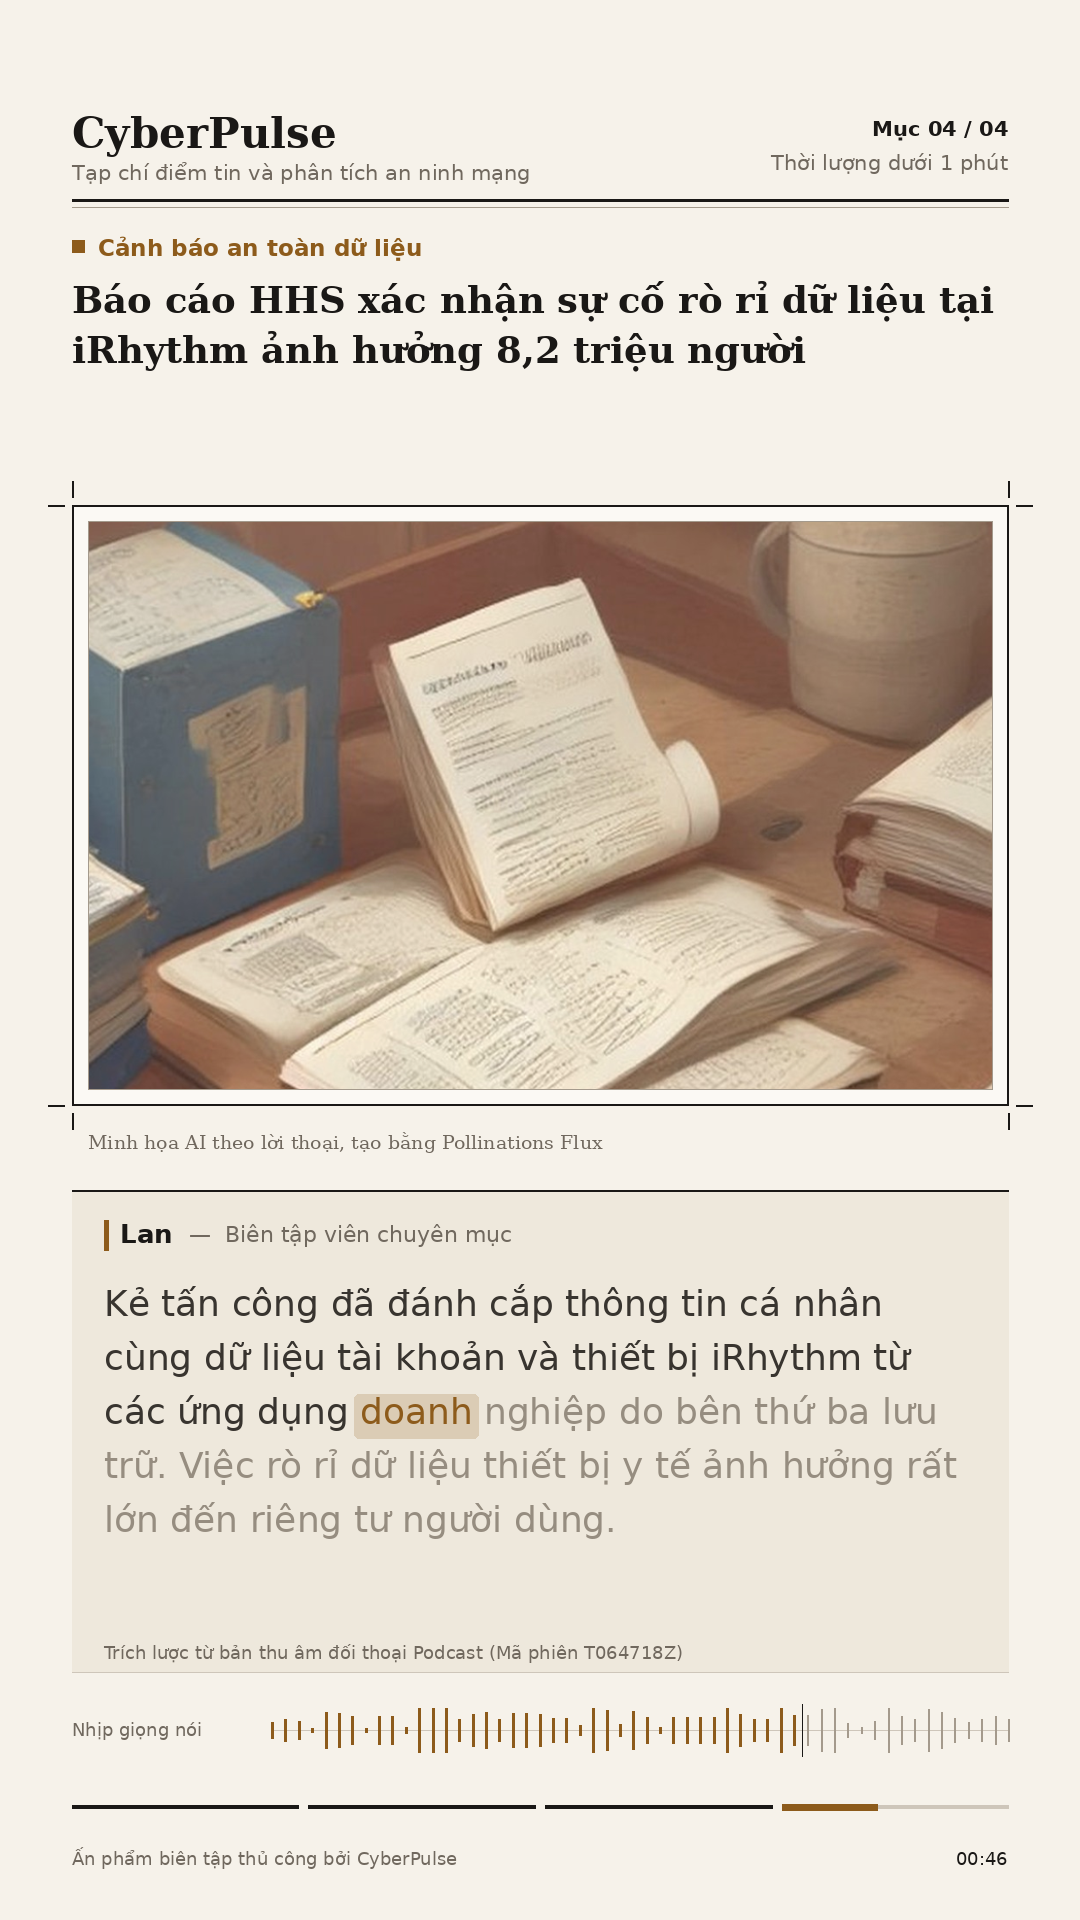 CyberPulse
Tạp chí điểm tin và phân tích an ninh mạng
Mục 04 / 04
Thời lượng dưới 1 phút
Cảnh báo an toàn dữ liệu
Báo cáo HHS xác nhận sự cố rò rỉ dữ liệu tại
iRhythm ảnh hưởng 8,2 triệu người
Minh họa AI theo lời thoại, tạo bằng Pollinations Flux
Lan — Biên tập viên chuyên mục
Kẻ tấn công đã đánh cắp thông tin cá nhân
cùng dữ liệu tài khoản và thiết bị iRhythm từ
các ứng dụng doanh nghiệp do bên thứ ba lưu
trữ. Việc rò rỉ dữ liệu thiết bị y tế ảnh hưởng rất
lớn đến riêng tư người dùng.
Trích lược từ bản thu âm đối thoại Podcast (Mã phiên T064718Z)
Nhịp giọng nói
Ấn phẩm biên tập thủ công bởi CyberPulse
00:46